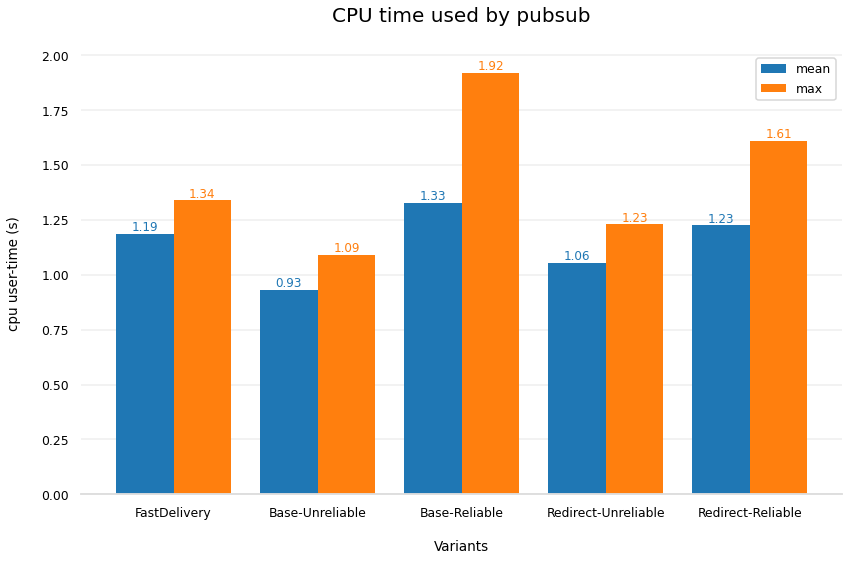 CPU time used by pubsub
2.00
1.75
1.50
1.25
1.00
0.75
0.50
0.25
0.00
cpu user-time (s)
mean
max
1.19
1.34
0.93
1.09
1.33
1.92
1.06
1.23
1.23
1.61
FastDelivery
Base-Unreliable
Base-Reliable
Redirect-Unreliable
Redirect-Reliable
Variants